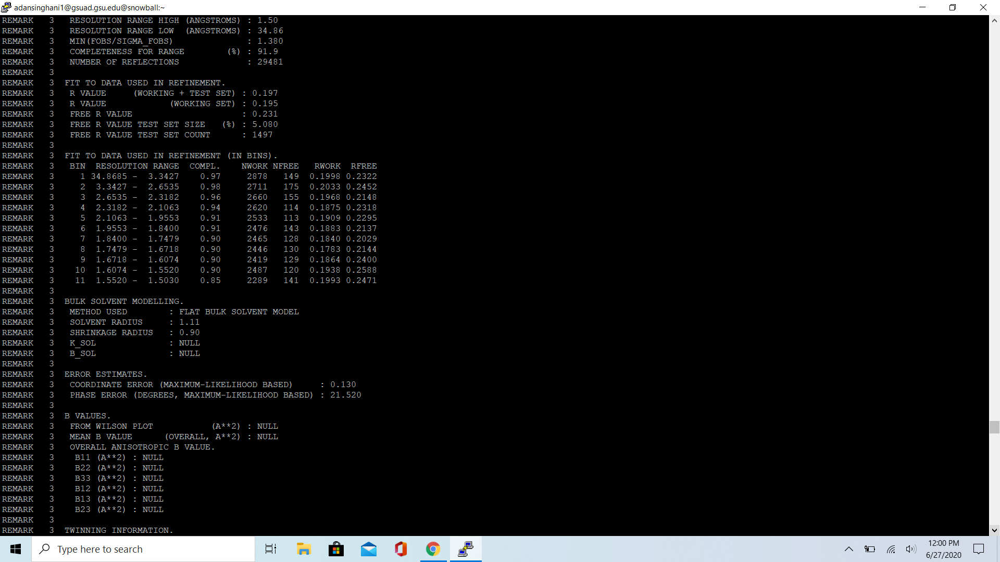 adansinghani1@gsuad.gsu.edu@snowball:~
REMARK   3   RESOLUTION RANGE HIGH (ANGSTROMS) : 1.50
REMARK   3   RESOLUTION RANGE LOW  (ANGSTROMS) : 34.86
REMARK   3   MIN(FOBS/SIGMA_FOBS)              : 1.380
REMARK   3   COMPLETENESS FOR RANGE        (%) : 91.9
REMARK   3   NUMBER OF REFLECTIONS             : 29481
REMARK   3
REMARK   3  FIT TO DATA USED IN REFINEMENT.
REMARK   3   R VALUE     (WORKING + TEST SET) : 0.197
REMARK   3   R VALUE            (WORKING SET) : 0.195
REMARK   3   FREE R VALUE                     : 0.231
REMARK   3   FREE R VALUE TEST SET SIZE   (%) : 5.080
REMARK   3   FREE R VALUE TEST SET COUNT      : 1497
REMARK   3
REMARK   3  FIT TO DATA USED IN REFINEMENT (IN BINS).
REMARK   3   BIN  RESOLUTION RANGE  COMPL.    NWORK NFREE   RWORK  RFREE
REMARK   3     1 34.8685 -  3.3427    0.97     2878   149  0.1998 0.2322
REMARK   3     2  3.3427 -  2.6535    0.98     2711   175  0.2033 0.2452
REMARK   3     3  2.6535 -  2.3182    0.96     2660   155  0.1968 0.2148
REMARK   3     4  2.3182 -  2.1063    0.94     2620   114  0.1875 0.2318
REMARK   3     5  2.1063 -  1.9553    0.91     2533   113  0.1909 0.2295
REMARK   3     6  1.9553 -  1.8400    0.91     2476   143  0.1883 0.2137
REMARK   3     7  1.8400 -  1.7479    0.90     2465   128  0.1840 0.2029
REMARK   3     8  1.7479 -  1.6718    0.90     2446   130  0.1783 0.2144
REMARK   3     9  1.6718 -  1.6074    0.90     2419   129  0.1864 0.2400
REMARK   3    10  1.6074 -  1.5520    0.90     2487   120  0.1938 0.2588
REMARK   3    11  1.5520 -  1.5030    0.85     2289   141  0.1993 0.2471
REMARK   3
REMARK   3  BULK SOLVENT MODELLING.
REMARK   3   METHOD USED        : FLAT BULK SOLVENT MODEL
REMARK   3   SOLVENT RADIUS     : 1.11
REMARK   3   SHRINKAGE RADIUS   : 0.90
REMARK   3   K_SOL              : NULL
REMARK   3   B_SOL              : NULL
REMARK   3
REMARK   3  ERROR ESTIMATES.
REMARK   3   COORDINATE ERROR (MAXIMUM-LIKELIHOOD BASED)     : 0.130
REMARK   3   PHASE ERROR (DEGREES, MAXIMUM-LIKELIHOOD BASED) : 21.520
REMARK   3
REMARK   3  B VALUES.
REMARK   3   FROM WILSON PLOT           (A**2) : NULL
REMARK   3   MEAN B VALUE      (OVERALL, A**2) : NULL
REMARK   3   OVERALL ANISOTROPIC B VALUE.
REMARK   3    B11 (A**2) : NULL
REMARK   3    B22 (A**2) : NULL
REMARK   3    B33 (A**2) : NULL
REMARK   3    B12 (A**2) : NULL
REMARK   3    B13 (A**2) : NULL
REMARK   3    B23 (A**2) : NULL
REMARK   3
REMARK   3  TWINNING INFORMATION.
Type here to search
12:00 PM
6/27/2020